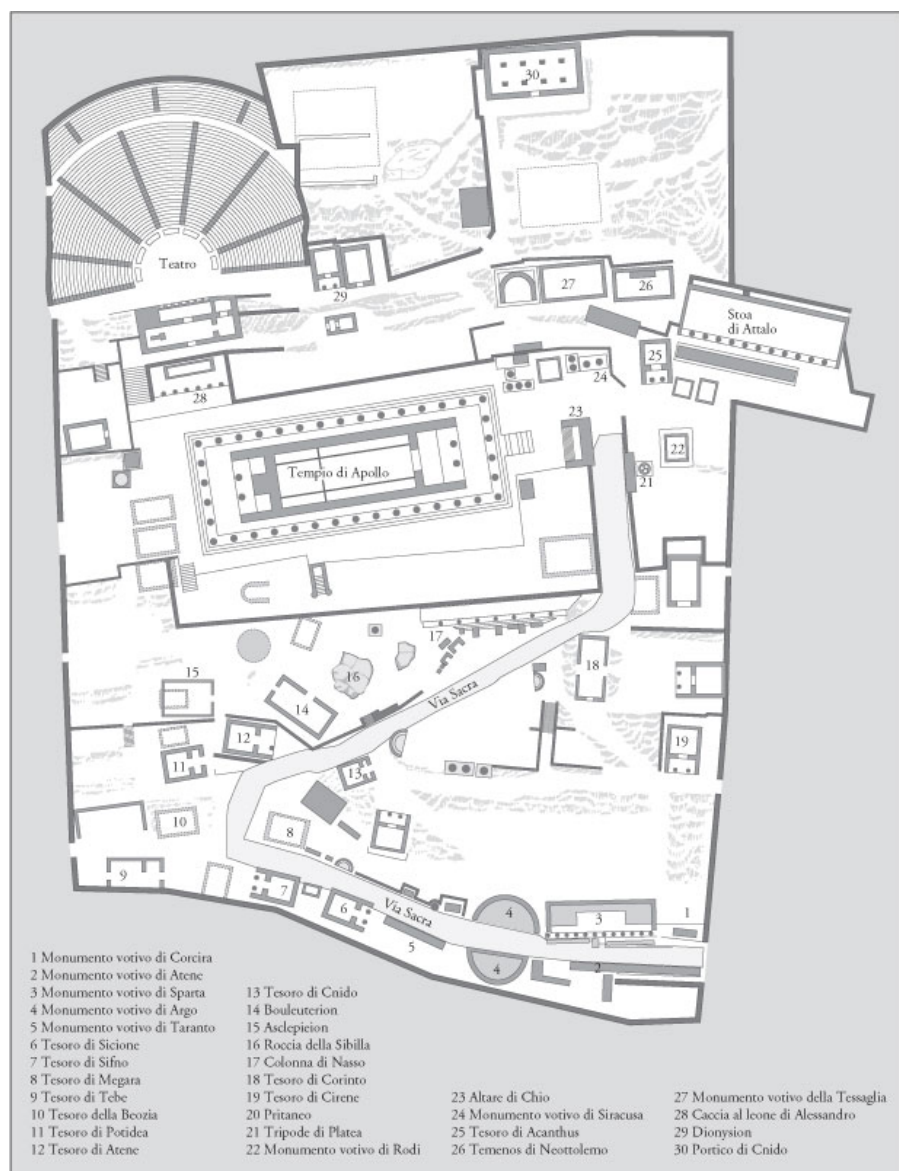 30
Teatro
29
27
26
Stoa
di Attalo
25
24
28
23
22
Tempio di Apollo
21
17
18
15
16
Via Sacra
14
12
19
11
13
10
8
9
7
Via Sacra
6
4
3
1
5
4
2
1 Monumento votivo di Corcira
2 Monumento votivo di Atene
3 Monumento votivo di Sparta
4 Monumento votivo di Argo
5 Monumento votivo di Taranto
6 Tesoro di Sicione
7 Tesoro di Sifno
8 Tesoro di Megara
9 Tesoro di Tebe
10 Tesoro della Beozia
11 Tesoro di Potidea
12 Tesoro di Atene
13 Tesoro di Cnido
14 Bouleuterion
15 Asclepieion
16 Roccia della Sibilla
17 Colonna di Nasso
18 Tesoro di Corinto
19 Tesoro di Cirene
20 Pritaneo
21 Tripode di Platea
22 Monumento votivo di Rodi
23 Altare di Chio
24 Monumento votivo di Siracusa
25 Tesoro di Acanthus
26 Temenos di Neottolemo
27 Monumento votivo della Tessaglia
28 Caccia al leone di Alessandro
29 Dionysion
30 Portico di Cnido